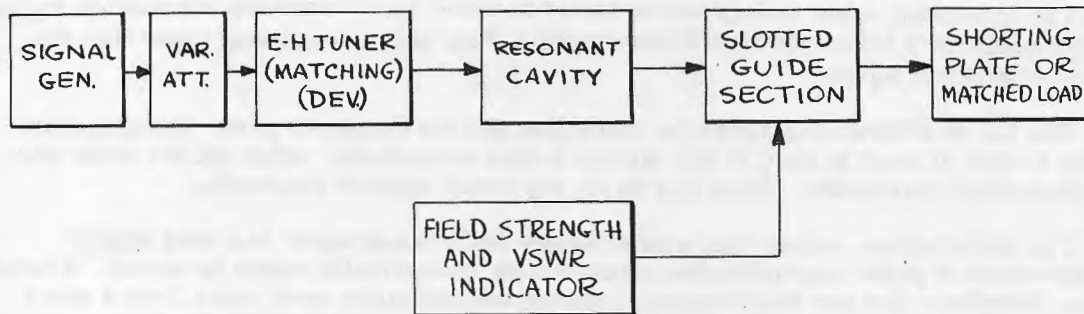 SIGNAL
GEN.
VAR.
ATT.
E-H TUNER
(MATCHING)
(DEV.)
RESONANT
CAVITY
SLOTTED
GUIDE
SECTION
SHORTING
PLATE OR
MATCHED LOAD
FIELD STRENGTH
AND VSWR
INDICATOR